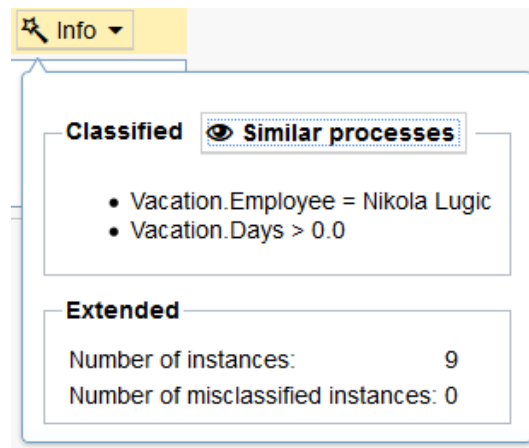 Info
Classified Similar processes
• Vacation.Employee = Nikola Lugic
• Vacation.Days > 0.0
Extended
Number of instances: 9
Number of misclassified instances: 0